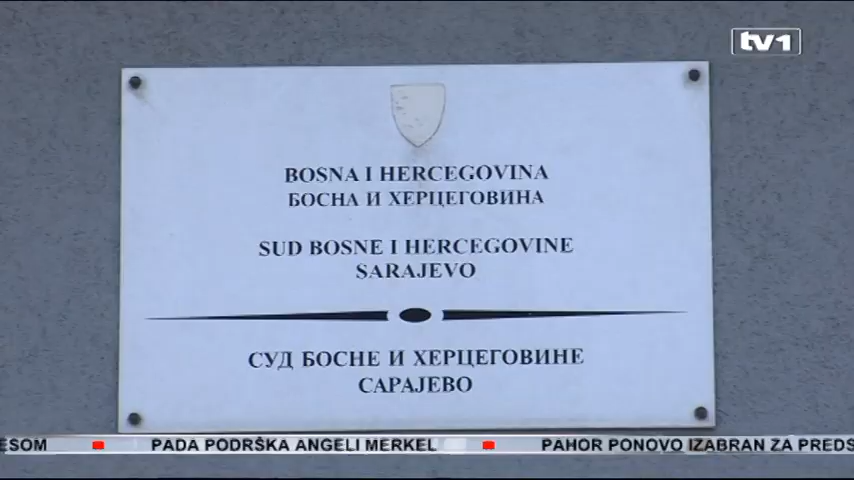 tv1
BOSNA I HERCEGOVINA
БОСНА И ХЕРЦЕГОВИНА
SUD BOSNE I HERCEGOVINE
SARAJEVO
СУД БОСНЕ И ХЕРЦЕГОВИНЕ
САРАЈЕВО
ESOM PADA PODRŠKA ANGELI MERKEL PAHOR PONOVO IZABRAN ZA PREDS